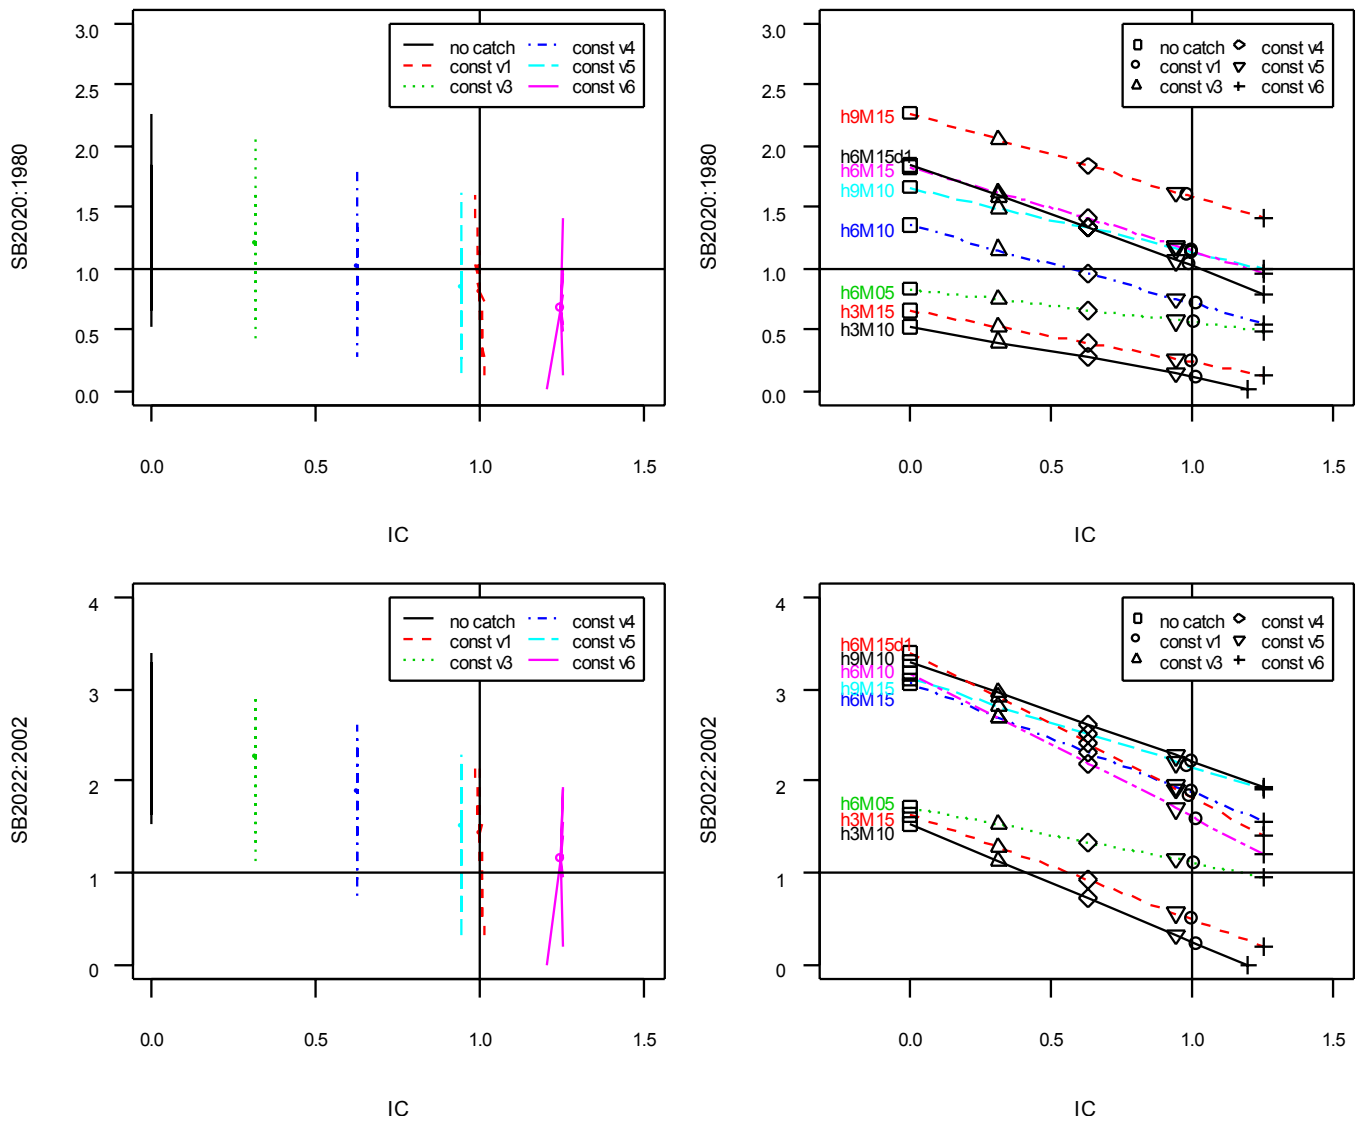 3.0
2.5
2.0
1.5
1.0
0.5
0.0
SB2020:1980
no catch
const v1
const v3
const v4
const v5
const v6
0.0 0.5 1.0 1.5
IC
3.0
2.5
2.0
1.5
1.0
0.5
0.0
SB2020:1980
no catch
const v1
const v3
const v4
const v5
const v6
h9M15
h6M15d1
h6M15
h9M10
h6M10
h6M05
h3M15
h3M10
0.0 0.5 1.0 1.5
IC
4
3
2
1
0
SB2022:2002
no catch
const v1
const v3
const v4
const v5
const v6
0.0 0.5 1.0 1.5
IC
4
3
2
1
0
SB2022:2002
no catch
const v1
const v3
const v4
const v5
const v6
h6M15d1
h9M10
h6M10
h9M15
h6M15
h6M05
h3M15
h3M10
0.0 0.5 1.0 1.5
IC